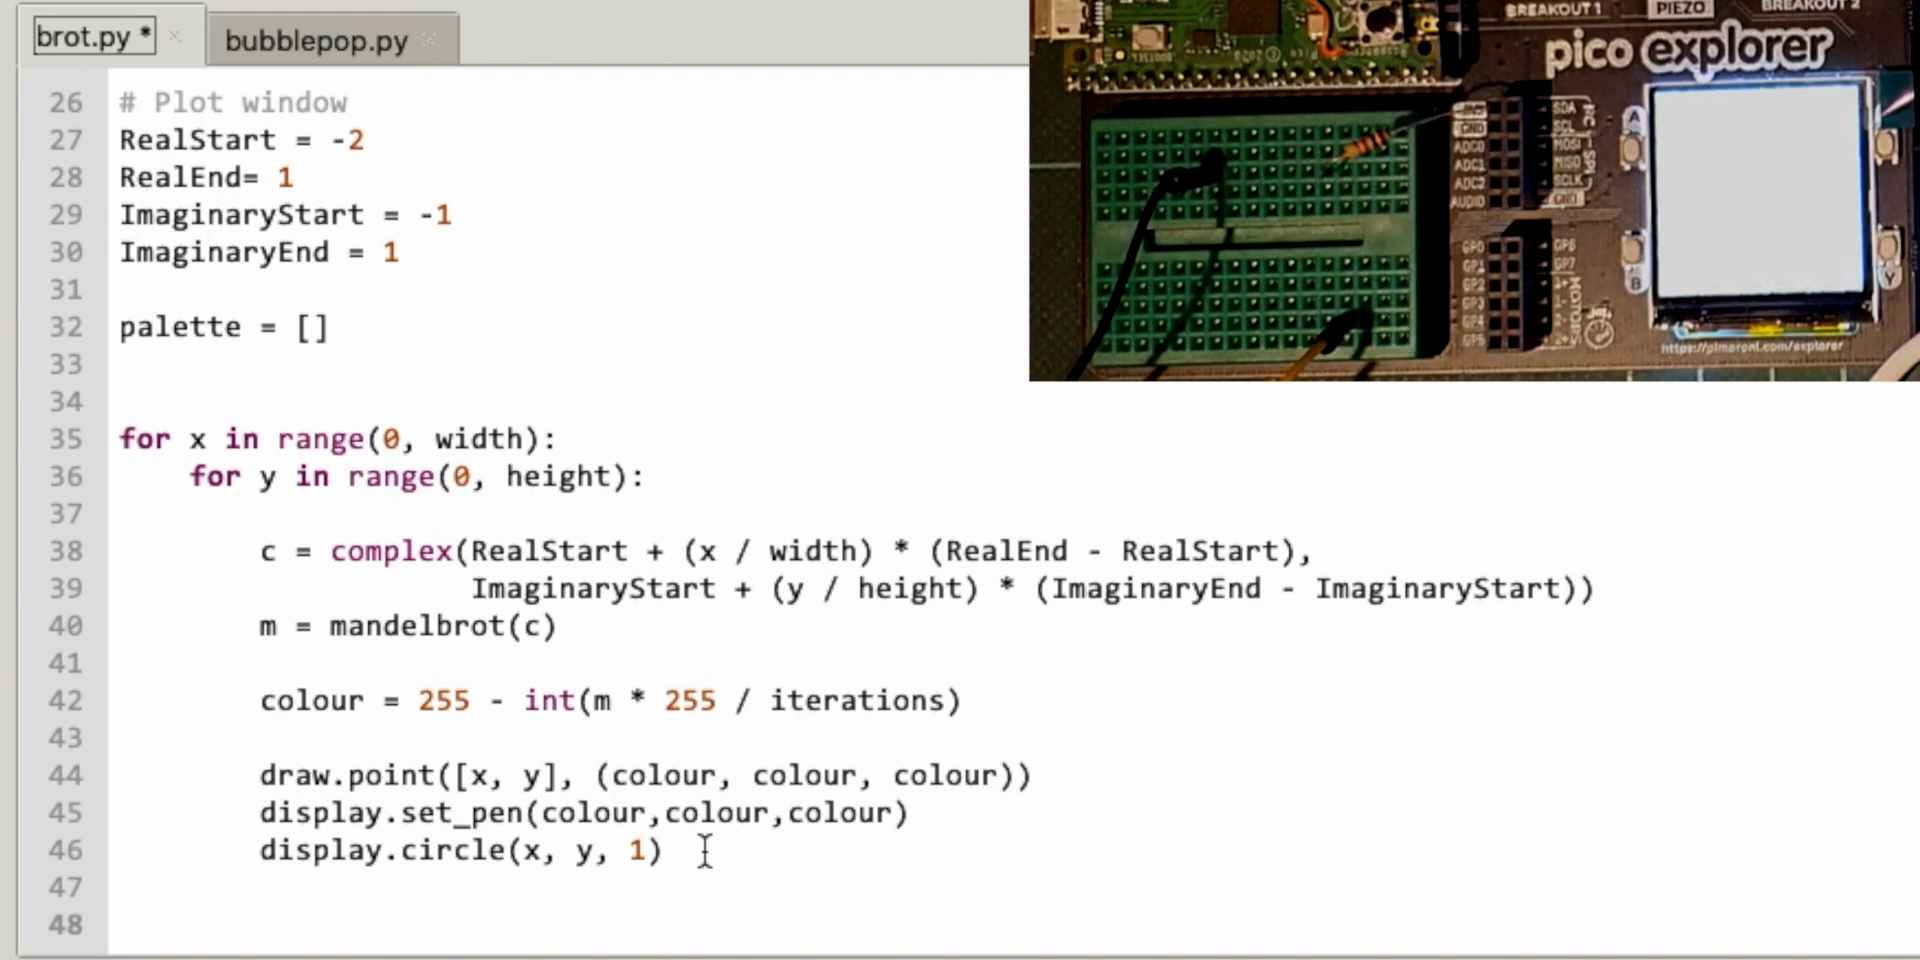 brot.py *
bubblepop.py
26 # Plot window
27 RealStart = -2
28 RealEnd= 1
29 ImaginaryStart = -1
30 ImaginaryEnd = 1
31
32 palette = []
33
34
35 for x in range(0, width):
36 for y in range(0, height):
37
38 c = complex(RealStart + (x / width) * (RealEnd - RealStart),
39 ImaginaryStart + (y / height) * (ImaginaryEnd - ImaginaryStart))
40 m = mandelbrot(c)
41
42 colour = 255 - int(m * 255 / iterations)
43
44 draw.point([x, y], (colour, colour, colour))
45 display.set_pen(colour,colour,colour)
46 display.circle(x, y, 1)
47
48
BREAKOUT 1
PIEZO
BREAKOUT 2
pico explorer
A
B
Y
SDA
SCL
GND
MOSI
ADC0
MISO
ADC1
SCLK
ADC2
GND
AUDIO
SPI
GP0
GP6
GP1
GP7
GP2
GP3
GP4
GP5
MOTORS
https://pimoroni.com/explorer